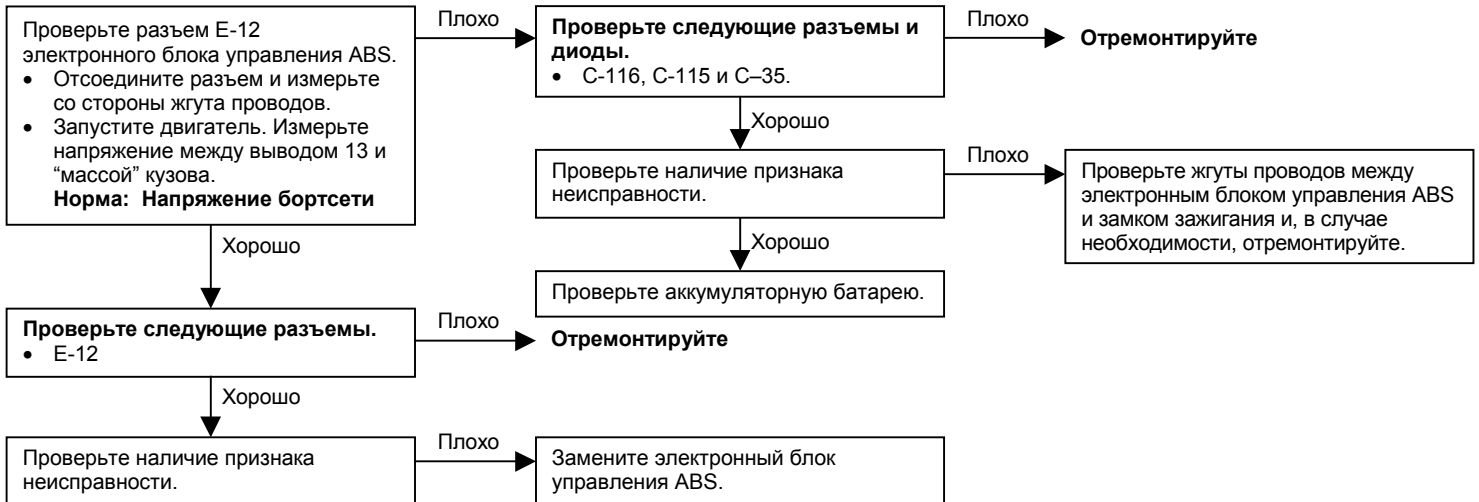 Проверьте разъем E-12
электронного блока управления ABS.
• Отсоедините разъем и измерьте
со стороны жгута проводов.
• Запустите двигатель. Измерьте
напряжение между выводом 13 и
“массой” кузова.
Норма: Напряжение бортсети
Плохо
Проверьте следующие разъемы и
диоды.
• C-116, C-115 и C–35.
Плохо
Отремонтируйте
Хорошо
Проверьте наличие признака
неисправности.
Плохо
Проверьте жгуты проводов между
электронным блоком управления ABS
и замком зажигания и, в случае
необходимости, отремонтируйте.
Хорошо
Проверьте аккумуляторную батарею.
Хорошо
Проверьте следующие разъемы.
• E-12
Плохо
Отремонтируйте
Хорошо
Проверьте наличие признака
неисправности.
Плохо
Замените электронный блок
управления ABS.